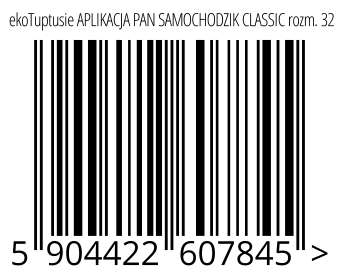 ekoTuptusie APLIKACJA PAN SAMOCHODZIK CLASSIC rozm. 32
5 904422 607845 >